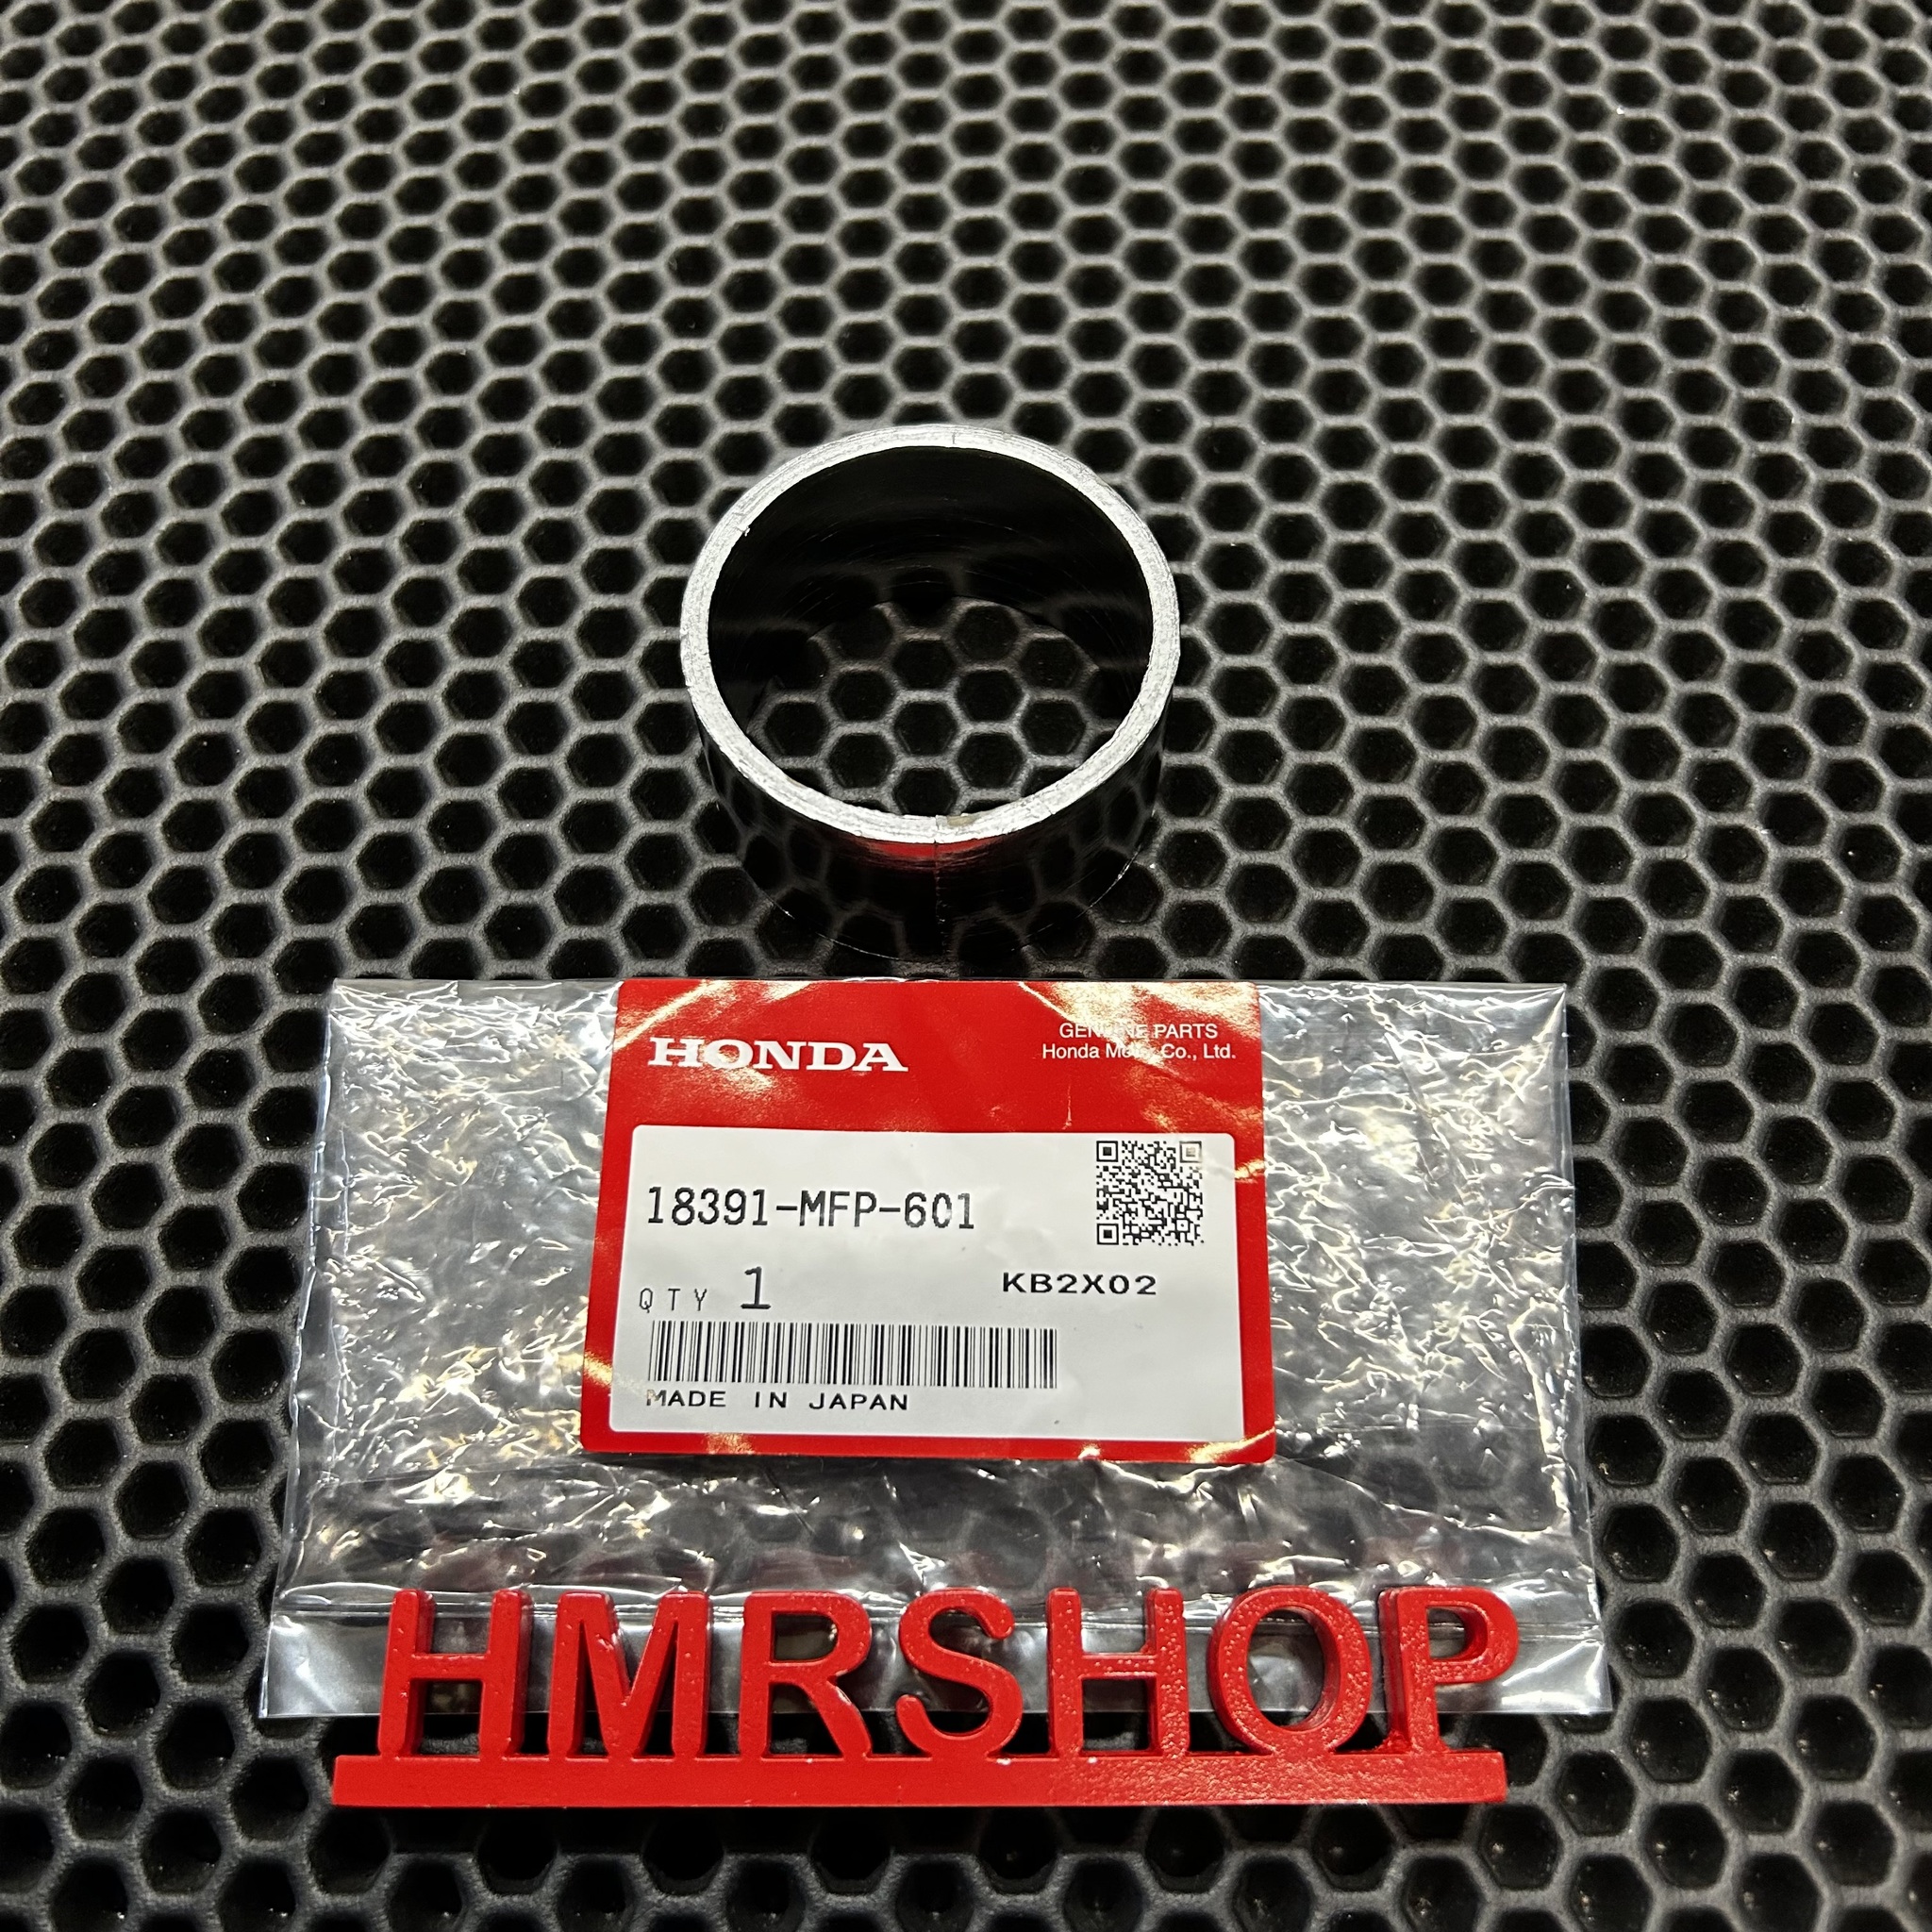 HONDA
GENUINE PARTS
Honda Motor Co., Ltd.
18391-MFP-601
QTY 1
KB2X02
MADE IN JAPAN
HMRSHOP